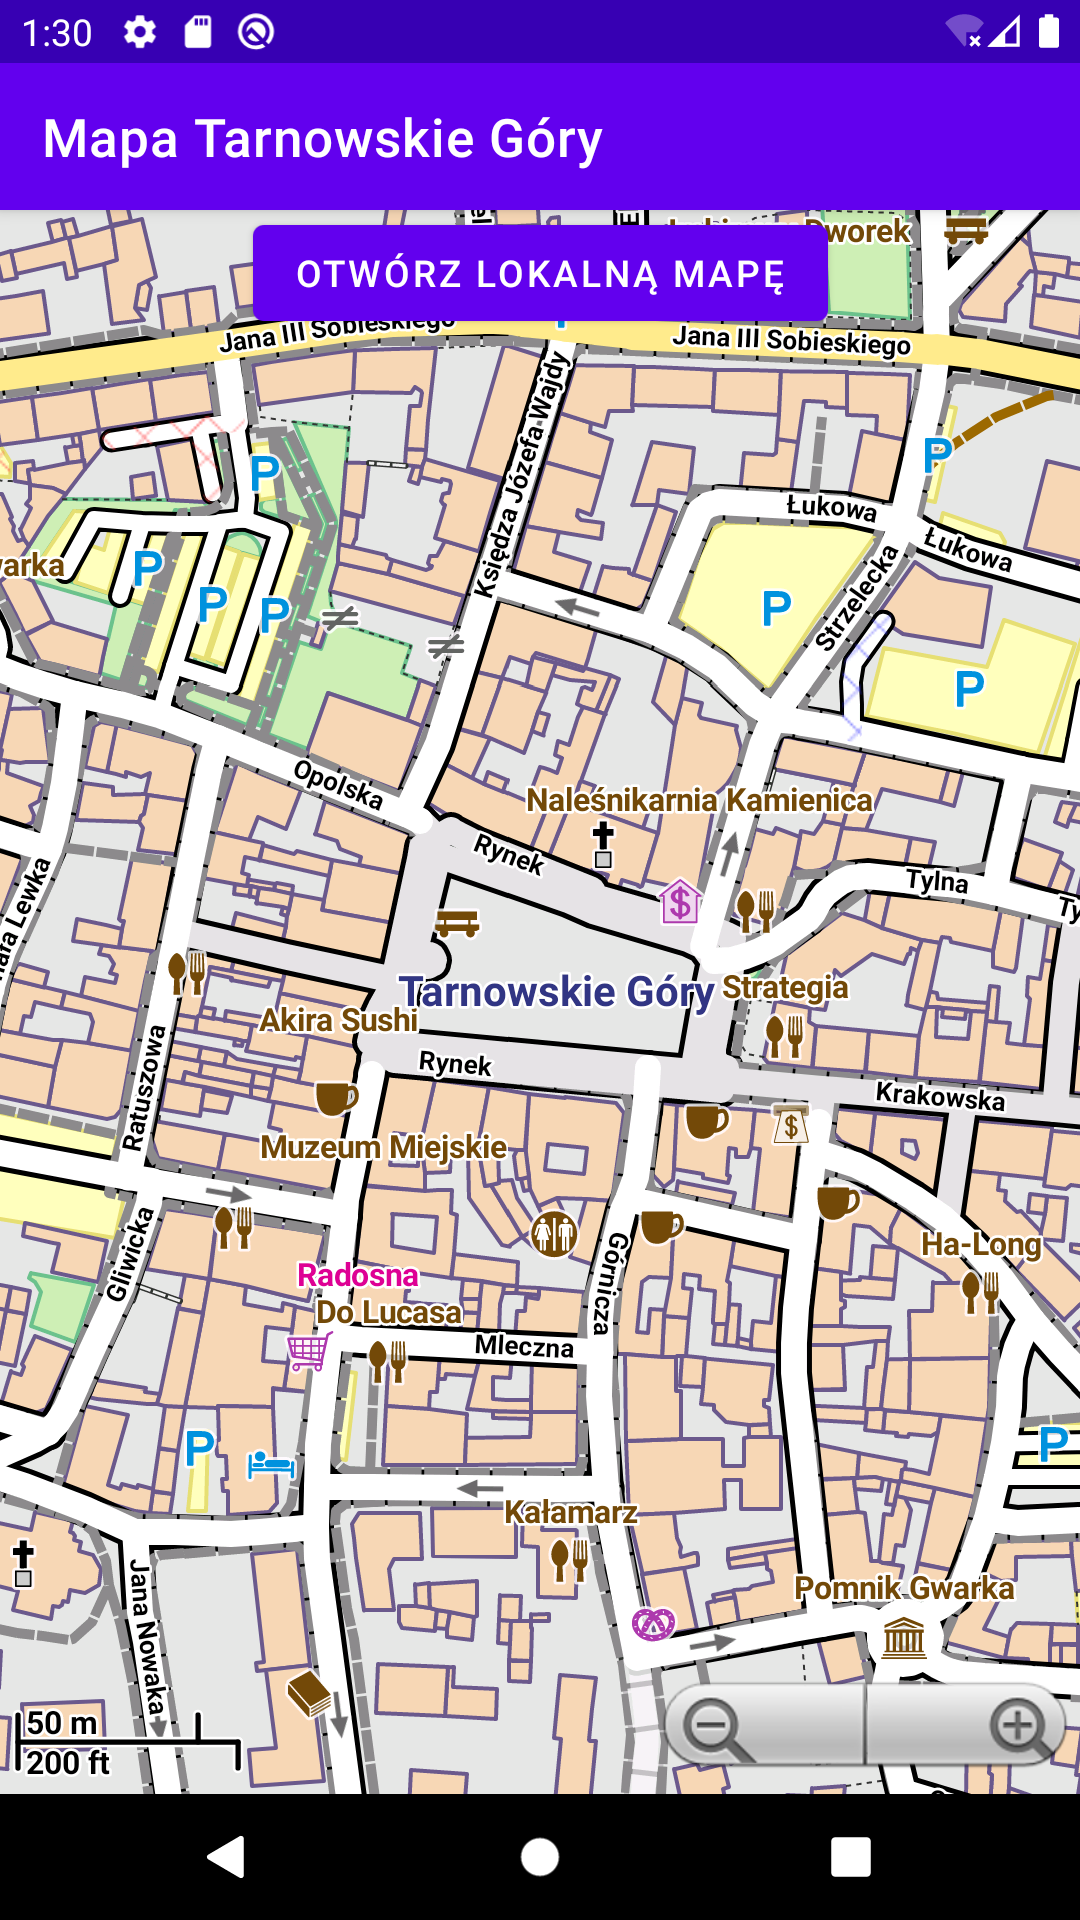 1:30
Mapa Tarnowskie Góry
Dworek
OTWÓRZ LOKALNĄ MAPĘ
Jana III Sobieskiego
Jana III Sobieskiego
Księdza Józefa Wajdy
P
P
Łukowa
Łukowa
Strzelecka
P
P
P
P
P
P
Opolska
Naleśnikarnia Kamienica
Rynek
Tylna
$
Tarnowskie Góry
Strategia
Akira Sushi
Rynek
Krakowska
$
Ratuszowa
Muzeum Miejskie
Gliwicka
Górnicza
Ha-Long
Radosna
Do Lucasa
Mleczna
P
P
Kałamarz
Pomnik Gwarka
Jana Nowaka
50 m
200 ft